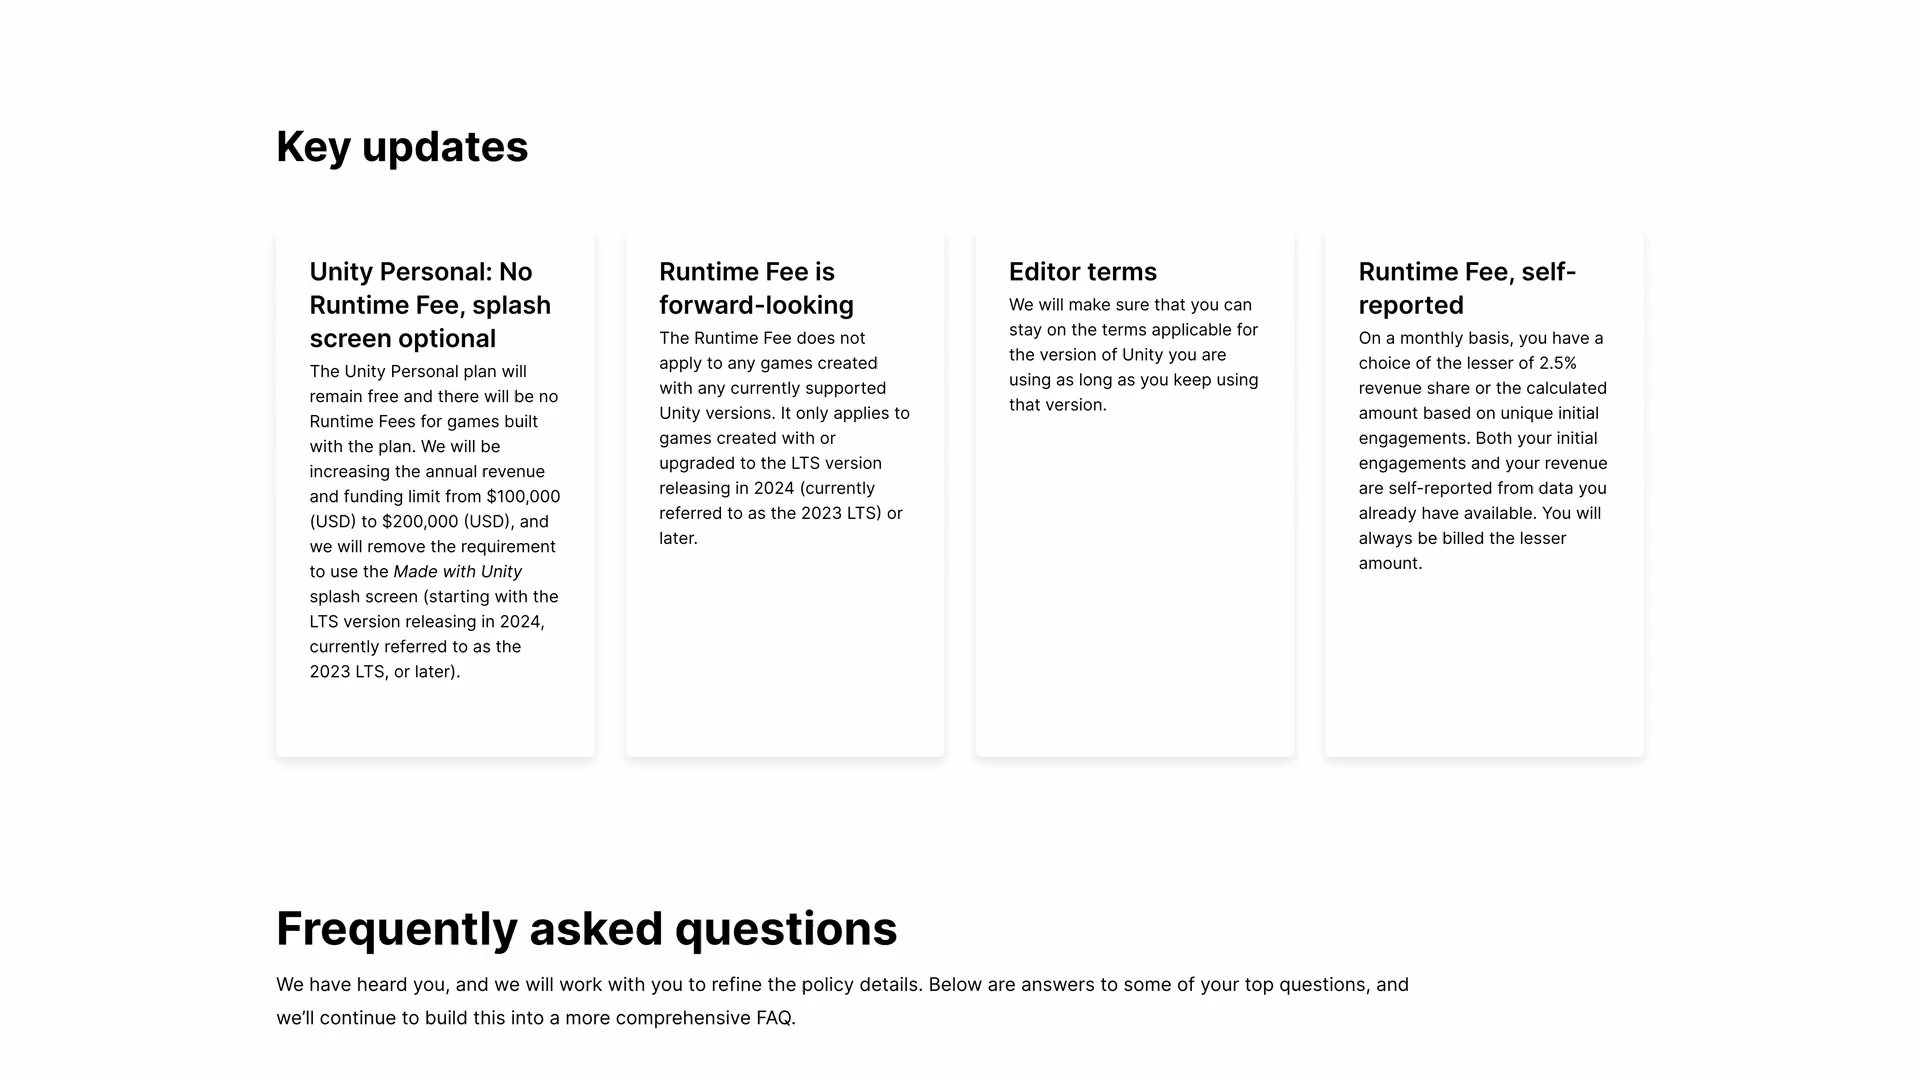 Key updates
Unity Personal: No
Runtime Fee, splash
screen optional
The Unity Personal plan will
remain free and there will be no
Runtime Fees for games built
with the plan. We will be
increasing the annual revenue
and funding limit from $100,000
(USD) to $200,000 (USD), and
we will remove the requirement
to use the Made with Unity
splash screen (starting with the
LTS version releasing in 2024,
currently referred to as the
2023 LTS, or later).
Runtime Fee is
forward-looking
The Runtime Fee does not
apply to any games created
with any currently supported
Unity versions. It only applies to
games created with or
upgraded to the LTS version
releasing in 2024 (currently
referred to as the 2023 LTS) or
later.
Editor terms
We will make sure that you can
stay on the terms applicable for
the version of Unity you are
using as long as you keep using
that version.
Runtime Fee, self-
reported
On a monthly basis, you have a
choice of the lesser of 2.5%
revenue share or the calculated
amount based on unique initial
engagements. Both your initial
engagements and your revenue
are self-reported from data you
already have available. You will
always be billed the lesser
amount.
Frequently asked questions
We have heard you, and we will work with you to refine the policy details. Below are answers to some of your top questions, and
we’ll continue to build this into a more comprehensive FAQ.